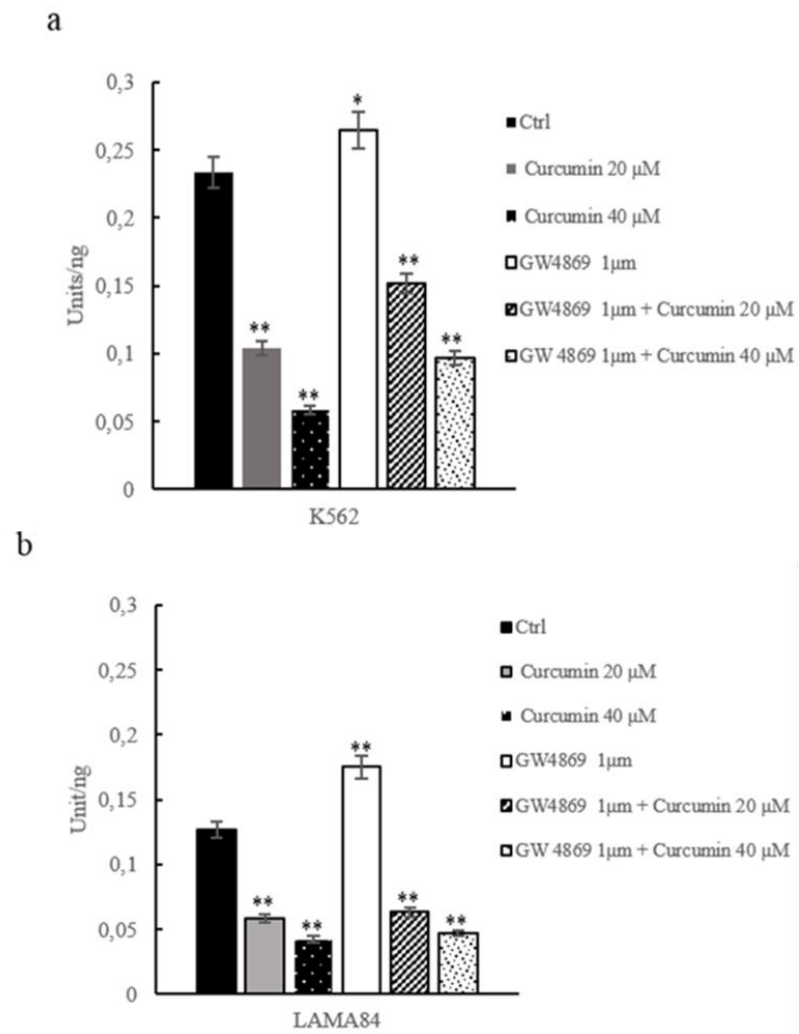 a
0,3
0,25
0,2
0,15
0,1
0,05
0
Units/ng
*
**
**
**
**
K562
Ctrl
Curcumin 20 µM
Curcumin 40 µM
GW4869 1µm
GW4869 1µm + Curcumin 20 µM
GW 4869 1µm + Curcumin 40 µM
b
0,3
0,25
0,2
0,15
0,1
0,05
0
Unit/ng
**
**
**
**
**
LAMA84
Ctrl
Curcumin 20 µM
Curcumin 40 µM
GW4869 1µm
GW4869 1µm + Curcumin 20 µM
GW 4869 1µm + Curcumin 40 µM